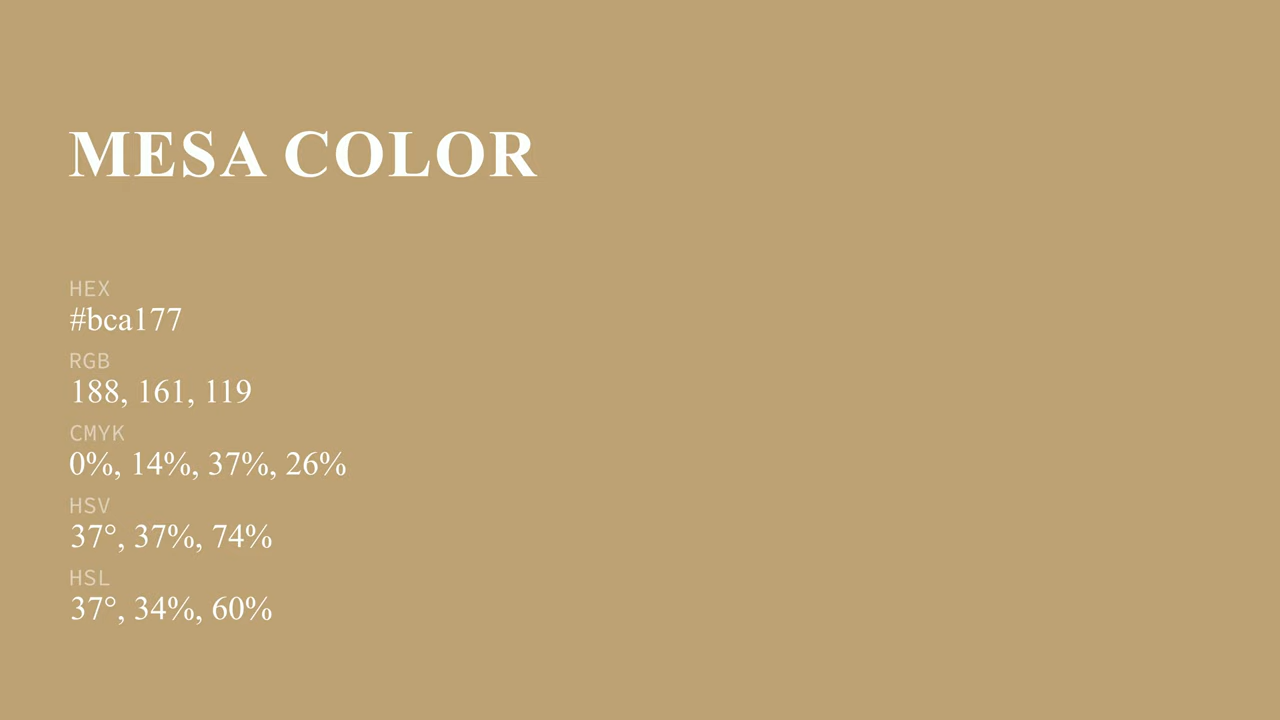 MESA COLOR
HEX
#bca177
RGB
188, 161, 119
CMYK
0%, 14%, 37%, 26%
HSV
37°, 37%, 74%
HSL
37°, 34%, 60%